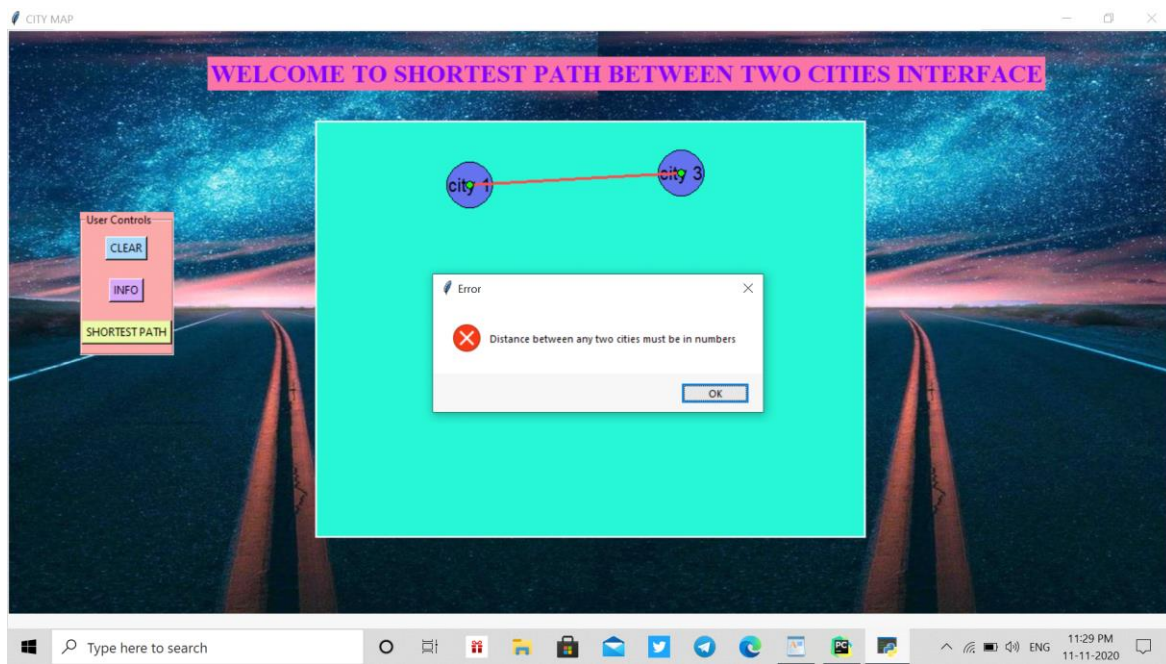 CITY MAP
WELCOME TO SHORTEST PATH BETWEEN TWO CITIES INTERFACE
city 1
city 3
User Controls
CLEAR
INFO
SHORTEST PATH
Error
Distance between any two cities must be in numbers
OK
Type here to search
PC
ENG
11:29 PM
11-11-2020